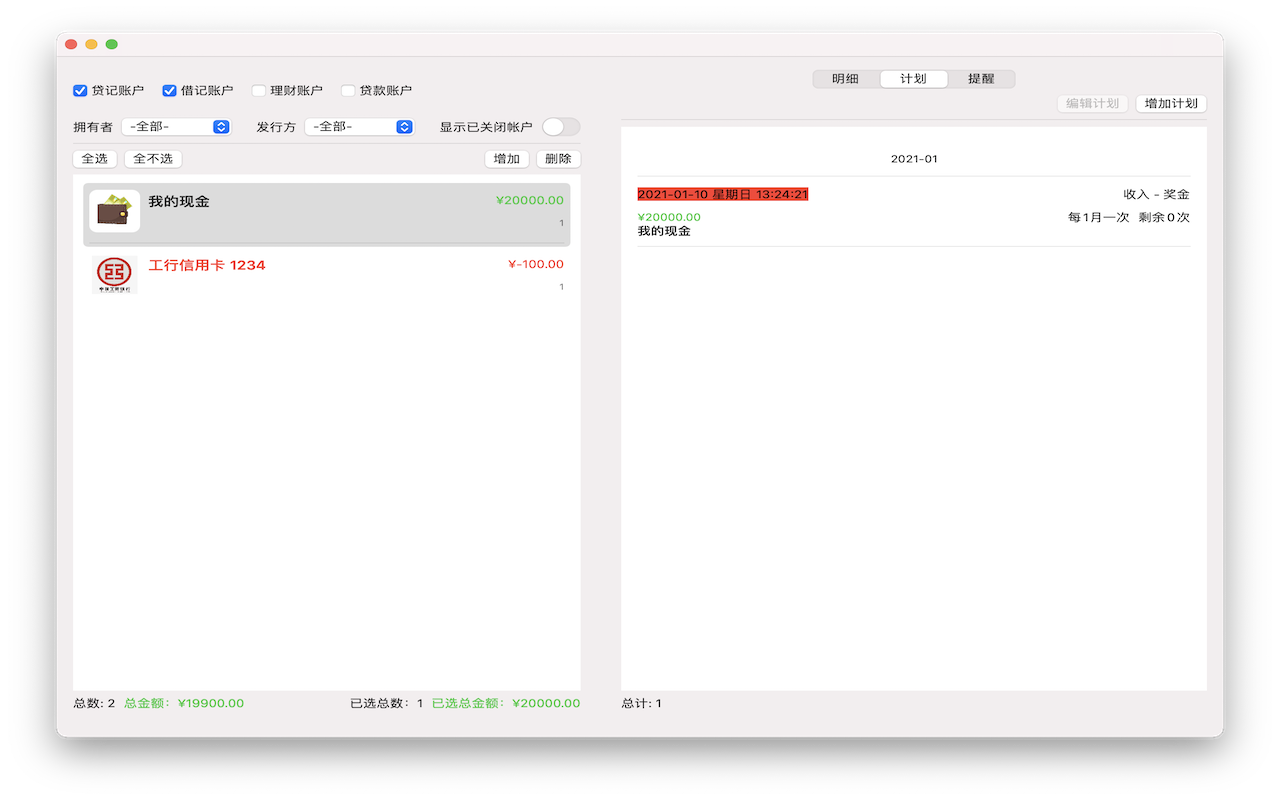 贷记账户 借记账户 理财账户 贷款账户
拥有者 -全部- 发行方 -全部- 显示已关闭帐户
全选 全不选 增加 删除
我的现金 ¥20000.00
1
工行信用卡 1234 ¥-100.00
1
总数: 2 总金额: ¥19900.00 已选总数: 1 已选总金额: ¥20000.00
明细 计划 提醒
编辑计划 增加计划
2021-01
2021-01-10 星期日 13:24:21 收入 - 奖金
¥20000.00 每1月一次 剩余0次
我的现金
总计: 1